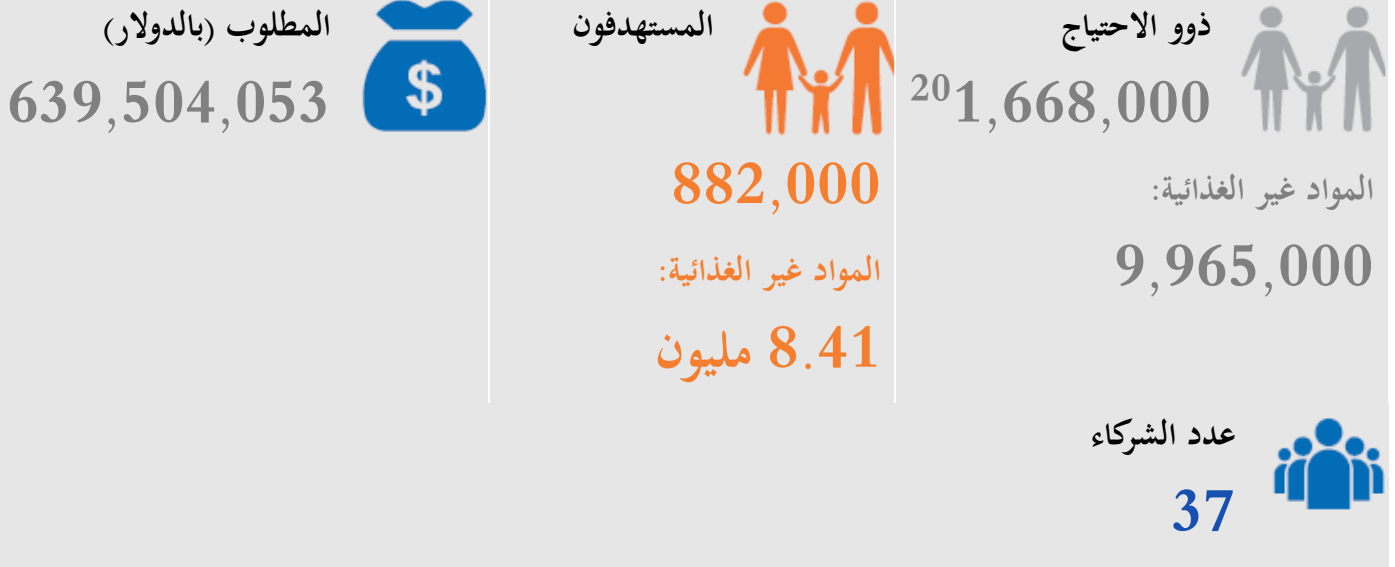 ذوو الاحتياج
201,668,000
المواد غير الغذائية:
9,965,000
المستهدفون
882,000
المواد غير الغذائية:
8.41 مليون
المطلوب (بالدولار)
$
639,504,053
عدد الشركاء
37